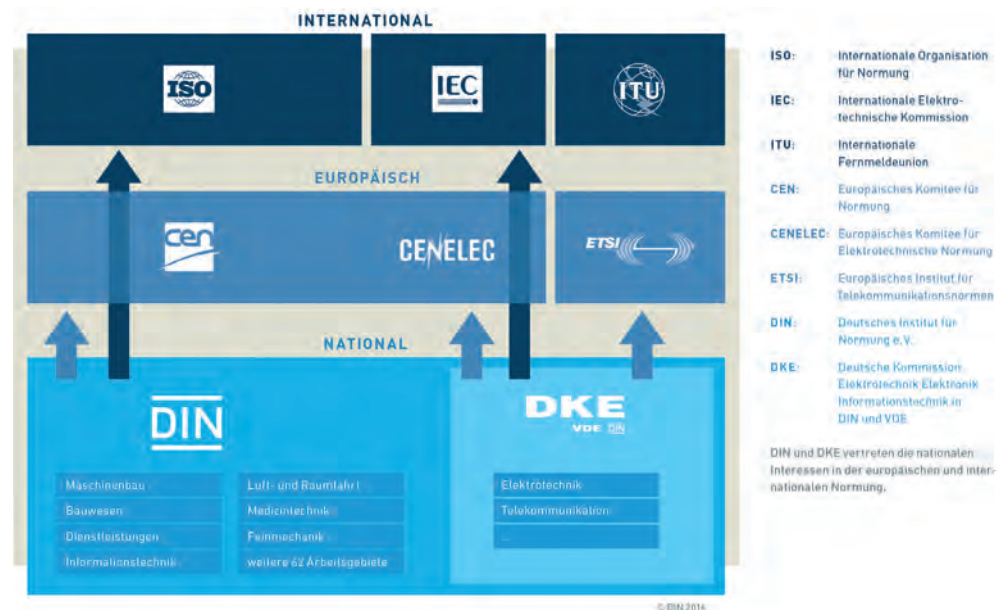 INTERNATIONAL
ISO
IEC
ITU
EUROPÄISCH
cen
CENELEC
ETSI
NATIONAL
DIN
Maschinenbau
Bauwesen
Dienstleistungen
Informationstechnik
Luft- und Raumfahrt
Medizintechnik
Feinmechanik
weitere 62 Arbeitsgebiete
DKE
VDE DIN
Elektrotechnik
Telekommunikation
...
ISO: Internationale Organisation
für Normung
IEC: Internationale Elektro-
technische Kommission
ITU: Internationale
Fernmeldeunion
CEN: Europäisches Komitee für
Normung
CENELEC: Europäisches Komitee für
Elektrotechnische Normung
ETSI: Europäisches Institut für
Telekommunikationsnormen
DIN: Deutsches Institut für
Normung e.V.
DKE: Deutsche Kommission
Elektrotechnik Elektronik
Informationstechnik in
DIN und VDE
DIN und DKE vertreten die nationalen
Interessen in der europäischen und inter-
nationalen Normung.
© DIN 2016